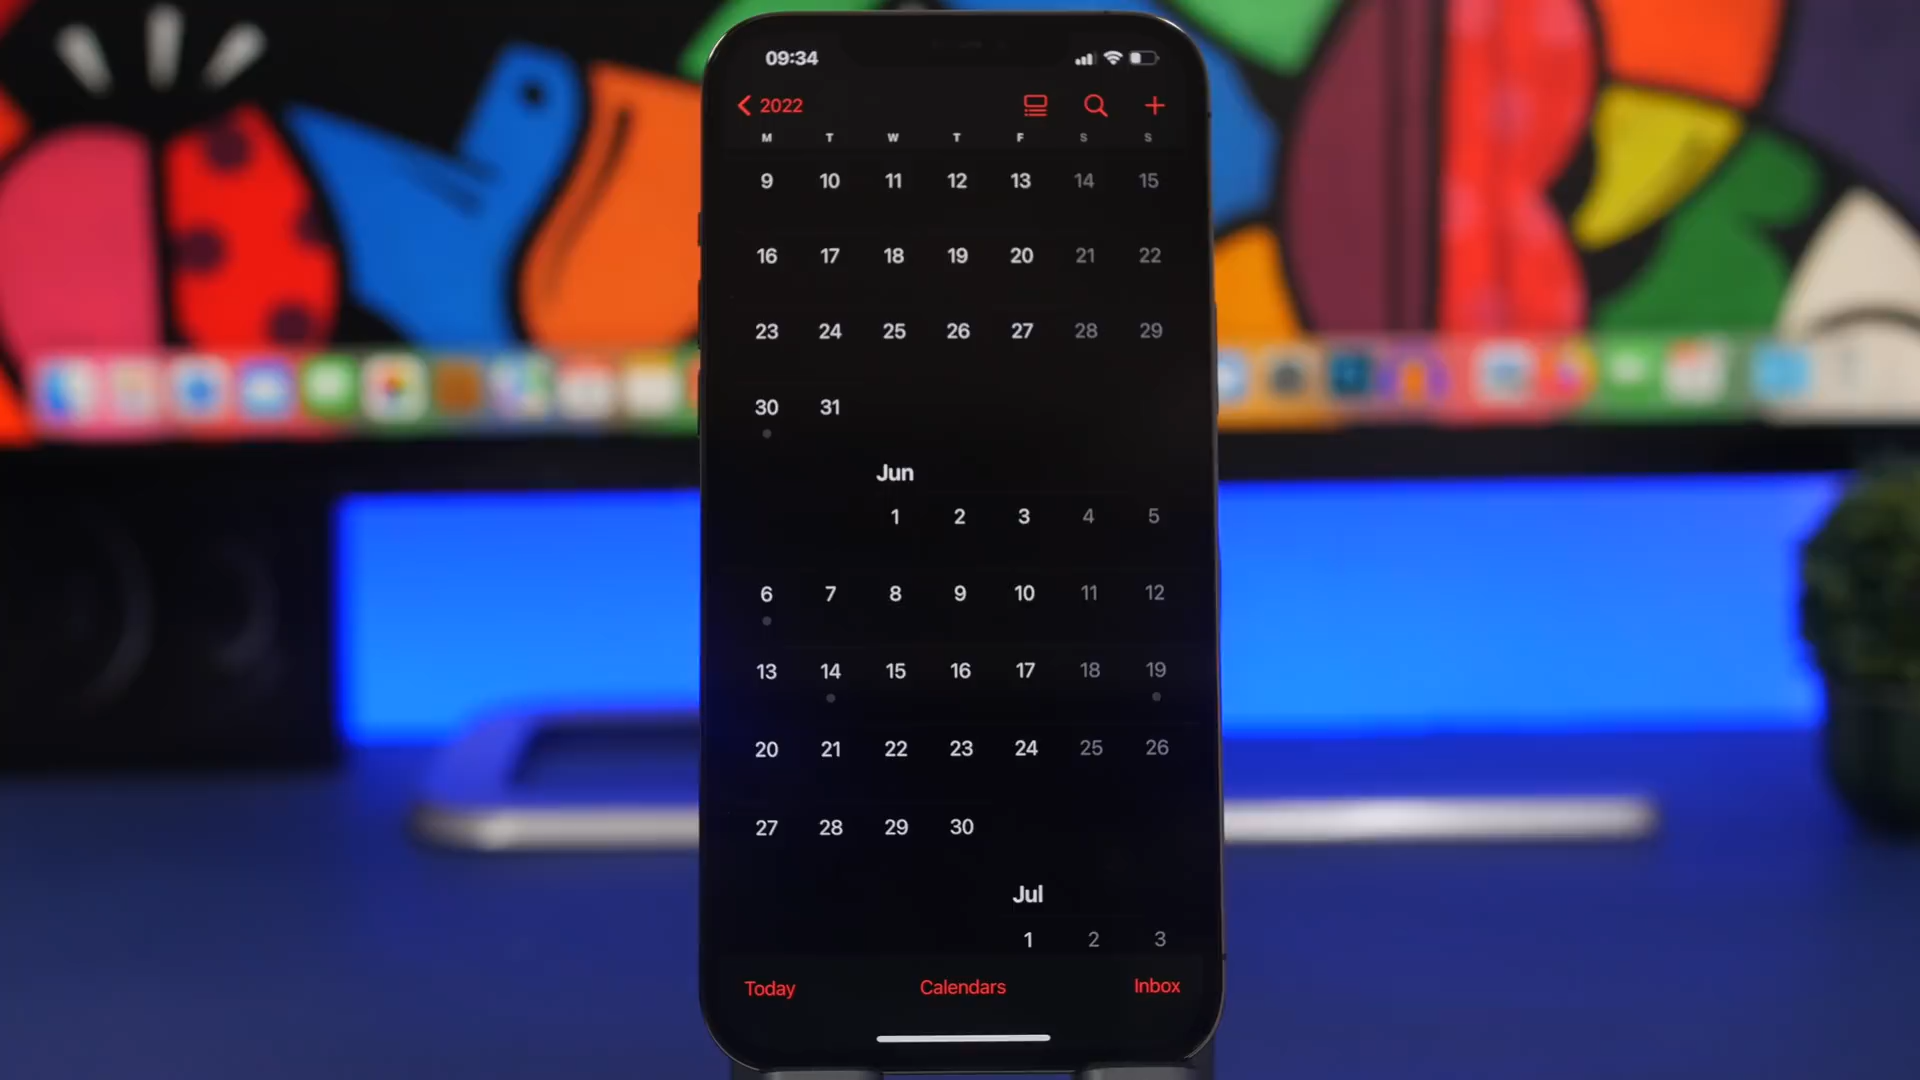 09:34
2022
M T W T F S S
9 10 11 12 13 14 15
16 17 18 19 20 21 22
23 24 25 26 27 28 29
30 31
Jun
1 2 3 4 5
6 7 8 9 10 11 12
13 14 15 16 17 18 19
20 21 22 23 24 25 26
27 28 29 30
Jul
1 2 3
Today Calendars Inbox